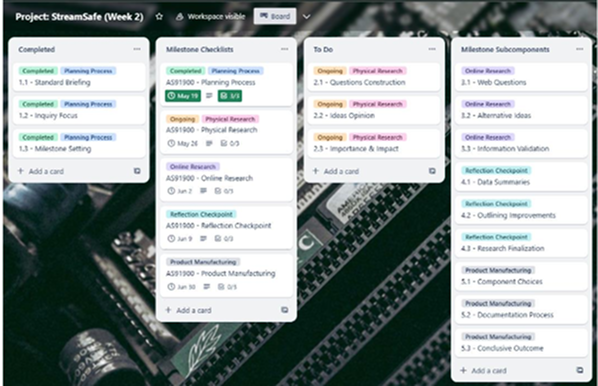 Project: StreamSafe (Week 2)
Workspace visible
Board
Completed
Completed Planning Process
1.1 - Standard Briefing
Completed Planning Process
1.2 - Inquiry Focus
Completed Planning Process
1.3 - Milestone Setting
+ Add a card
Milestone Checklists
Completed Planning Process
AS91900 - Planning Process
May 19 3/3
Ongoing Physical Research
AS91900 - Physical Research
May 26 0/3
Online Research
AS91900 - Online Research
Jun 2 0/3
Reflection Checkpoint
AS91900 - Reflection Checkpoint
Jun 9 0/3
Product Manufacturing
AS91900 - Product Manufacturing
Jun 30 0/3
+ Add a card
To Do
Ongoing Physical Research
2.1 - Questions Construction
Ongoing Physical Research
2.2 - Ideas Opinion
Ongoing Physical Research
2.3 - Importance & Impact
+ Add a card
Milestone Subcomponents
Online Research
3.1 - Web Questions
Online Research
3.2 - Alternative Ideas
Online Research
3.3 - Information Validation
Reflection Checkpoint
4.1 - Data Summaries
Reflection Checkpoint
4.2 - Outlining Improvements
Reflection Checkpoint
4.3 - Research Finalization
Product Manufacturing
5.1 - Component Choices
Product Manufacturing
5.2 - Documentation Process
Product Manufacturing
5.3 - Conclusive Outcome
+ Add a card